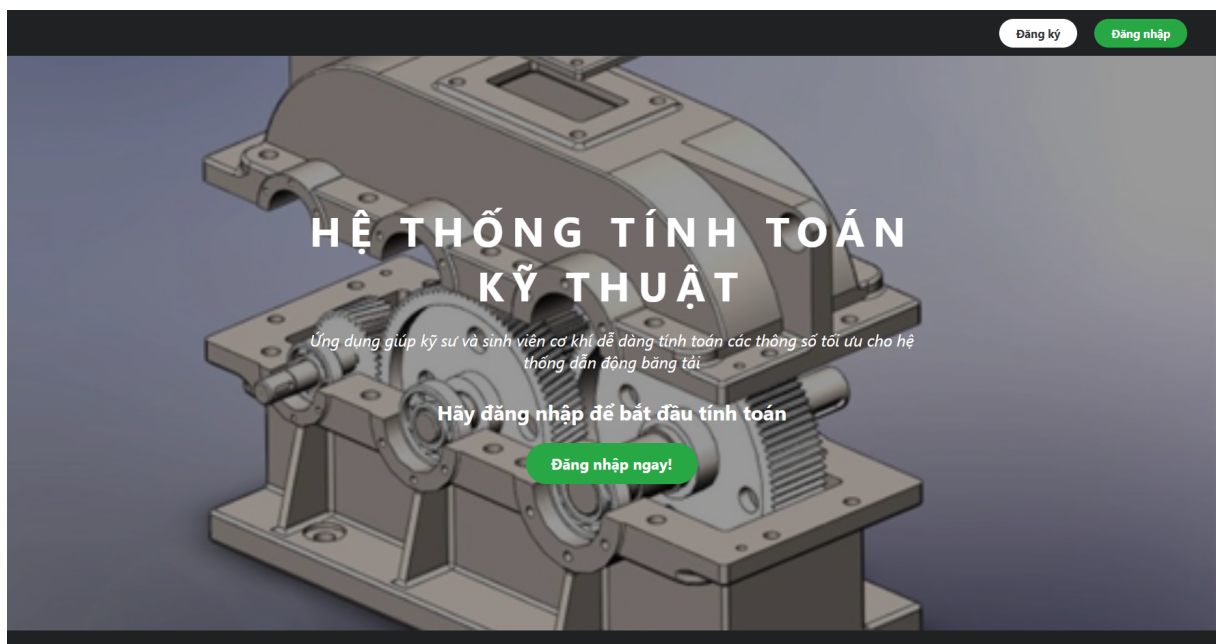 Đăng ký
Đăng nhập
HỆ THỐNG TÍNH TOÁN
KỸ THUẬT
Ứng dụng giúp kỹ sư và sinh viên cơ khí dễ dàng tính toán các thông số tối ưu cho hệ
thống dẫn động băng tải
Hãy đăng nhập để bắt đầu tính toán
Đăng nhập ngay!